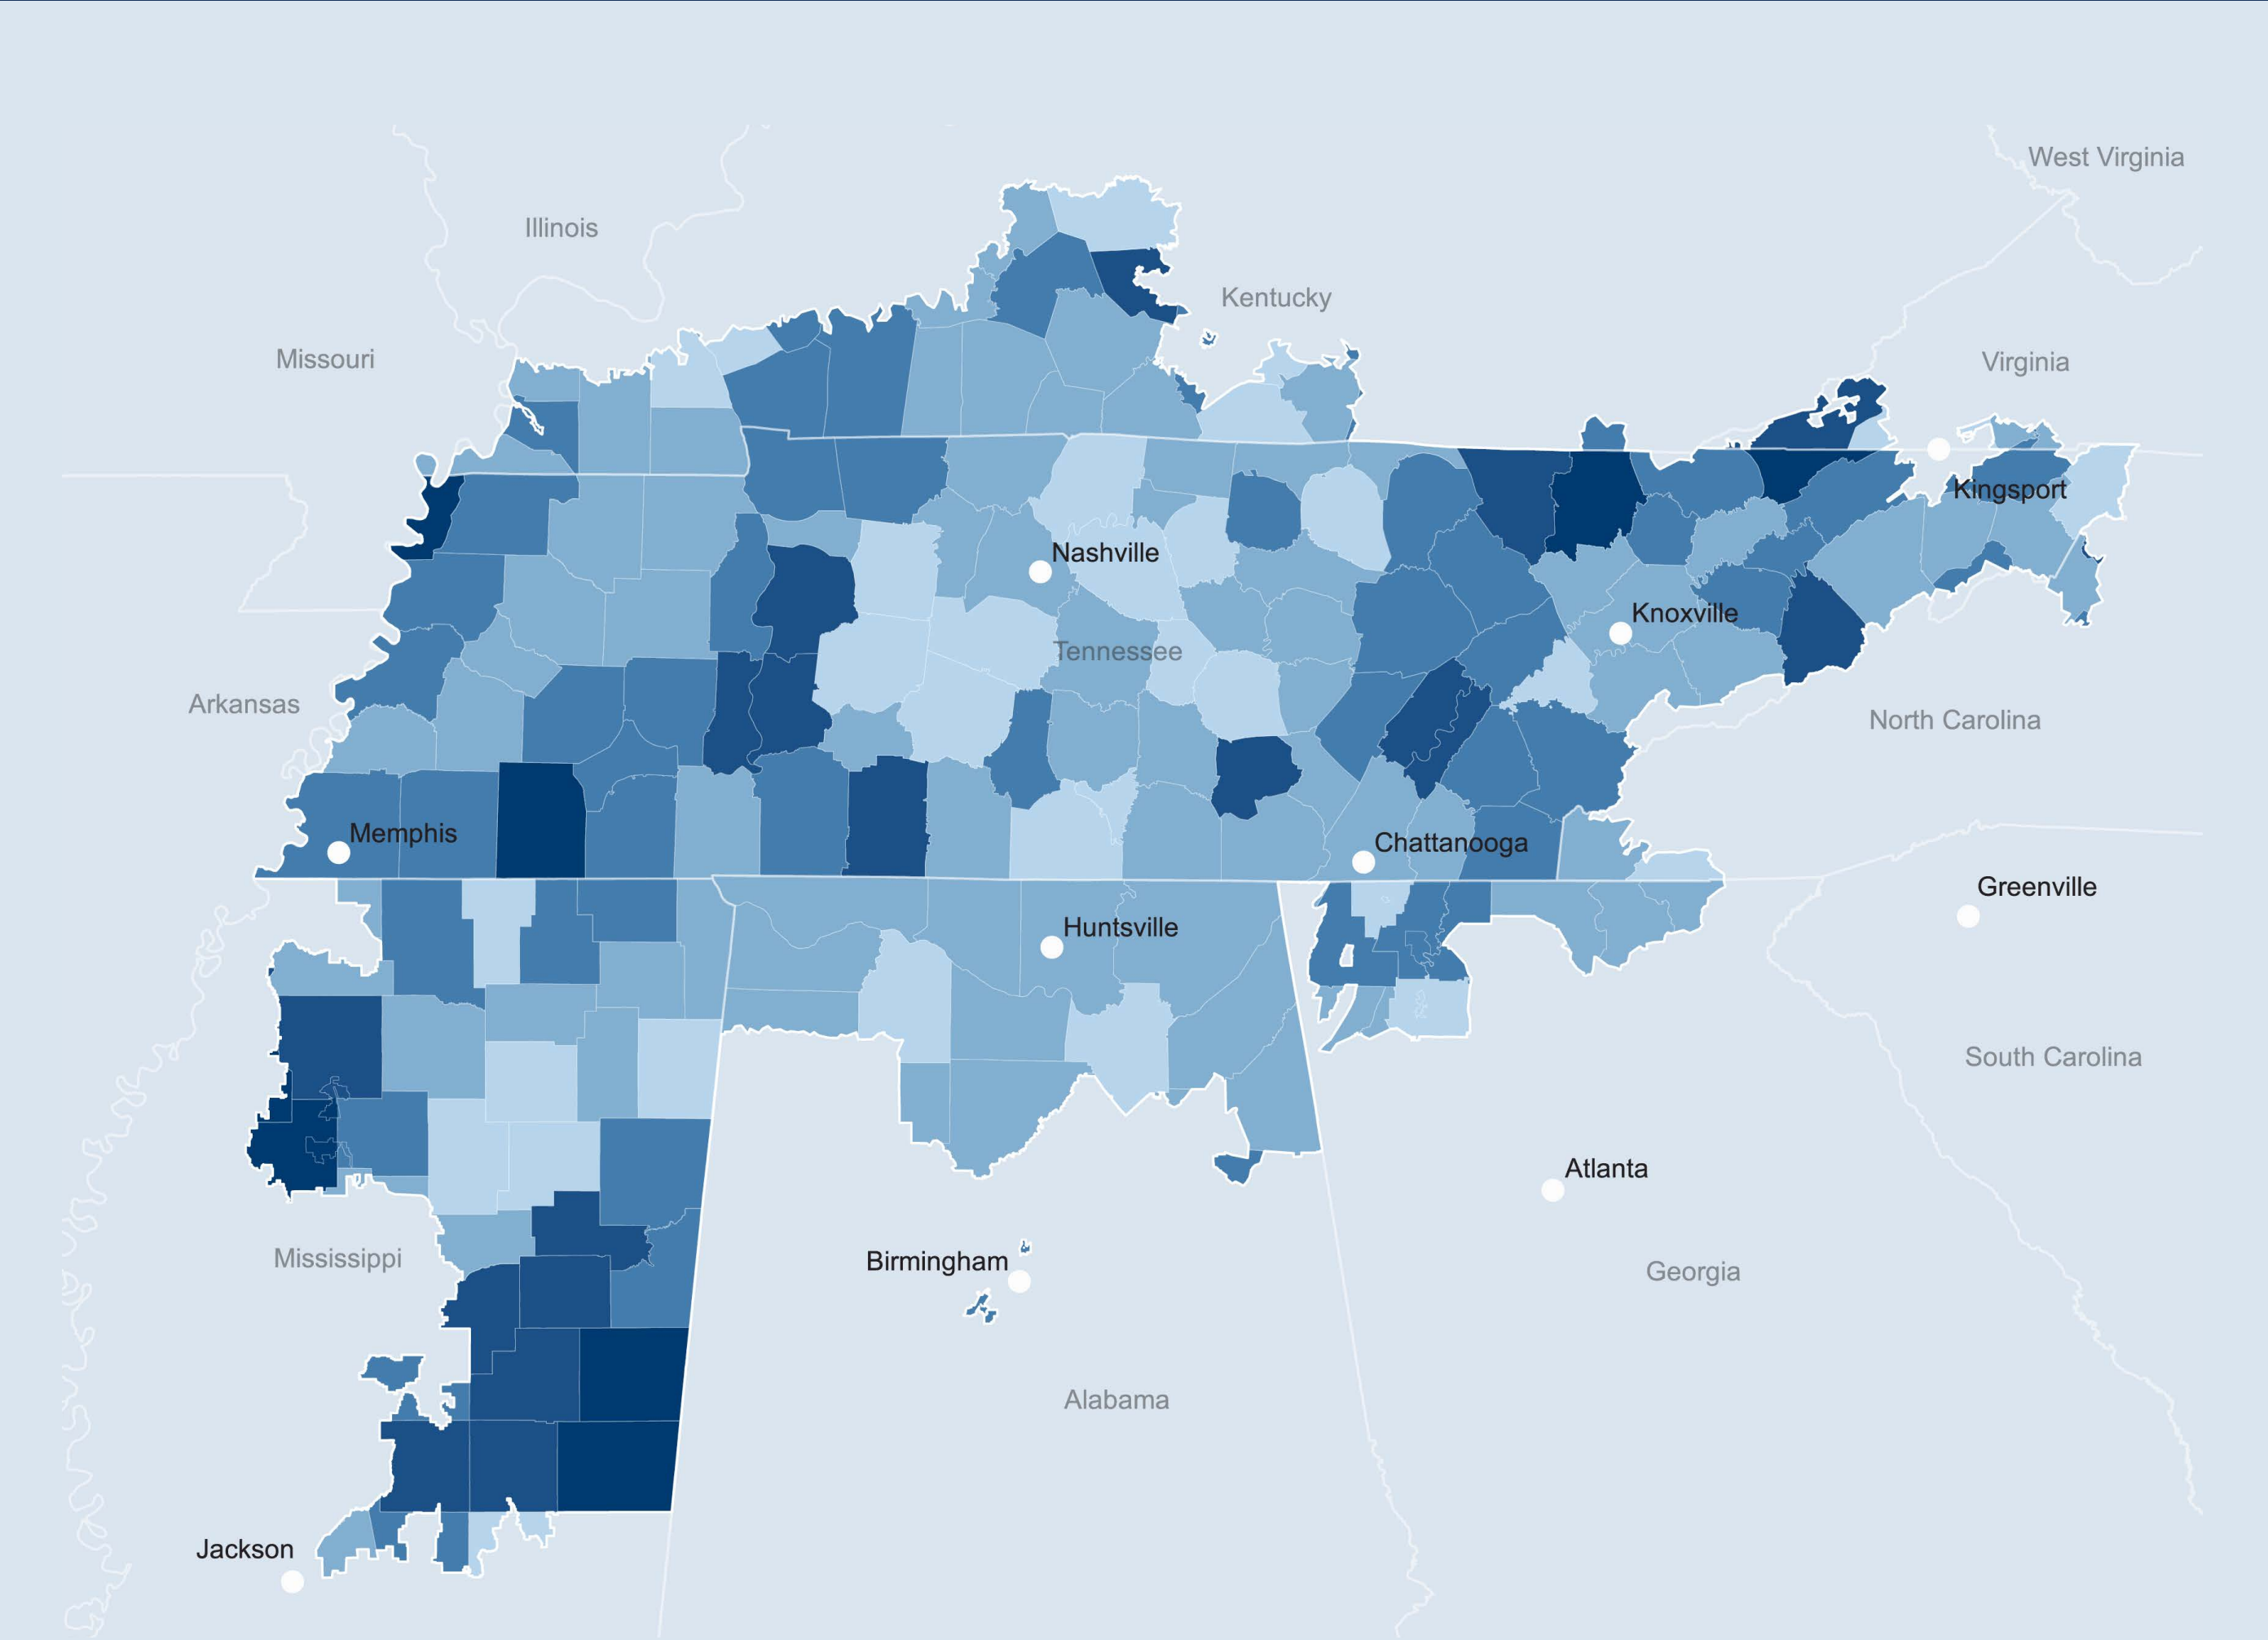 West Virginia
Illinois
Kentucky
Missouri
Virginia
Kingsport
Nashville
Knoxville
Tennessee
Arkansas
North Carolina
Memphis
Chattanooga
Greenville
Huntsville
South Carolina
Atlanta
Mississippi
Birmingham
Georgia
Alabama
Jackson